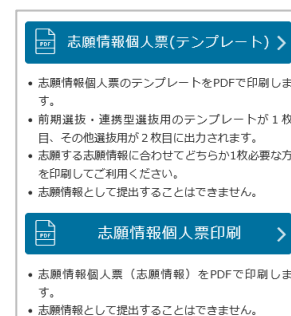 PDF 志願情報個人票(テンプレート)
• 志願情報個人票のテンプレートをPDFで印刷しま
す。
• 前期選抜・連携型選抜用のテンプレートが１枚
目、その他選抜用が２枚目に出力されます。
• 志願する志願情報に合わせてどちらか1枚必要な方
を印刷してご利用ください。
• 志願情報として提出することはできません。
PDF 志願情報個人票印刷
• 志願情報個人票（志願情報）をPDFで印刷しま
す。
• 志願情報として提出することはできません。